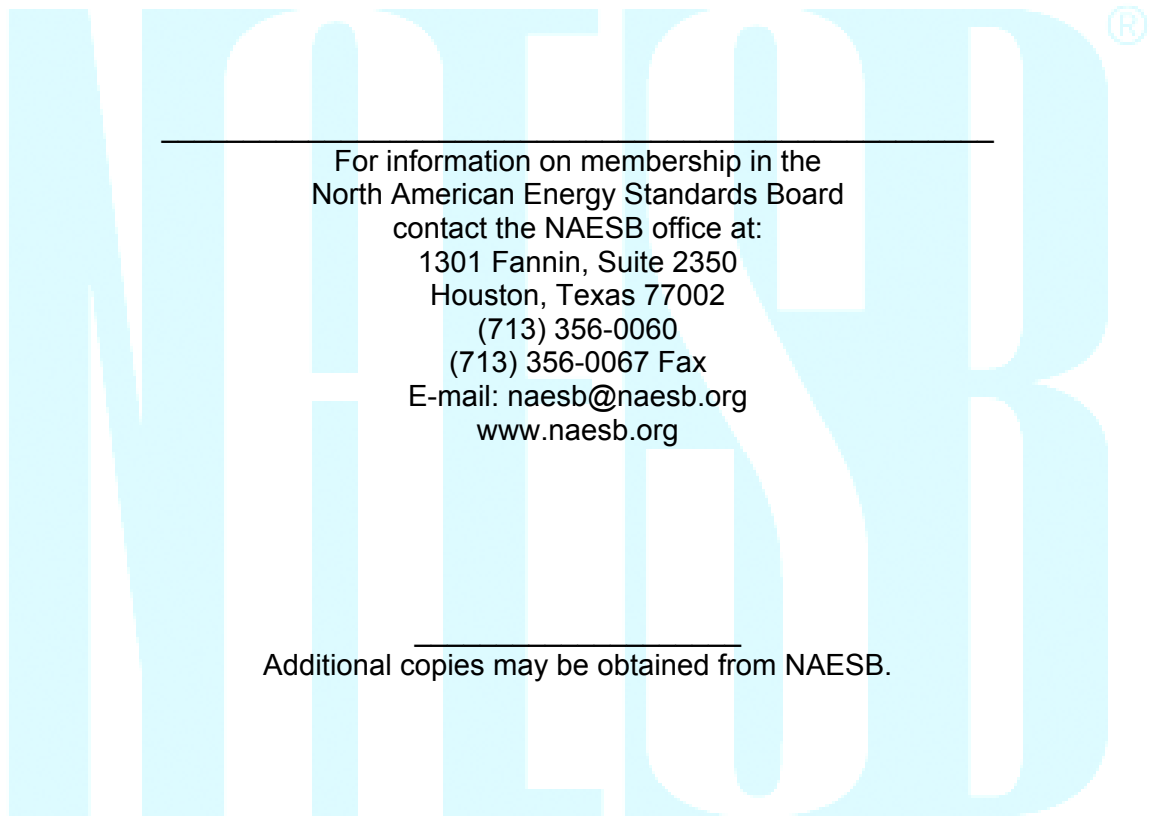 NAESB®
For information on membership in the
North American Energy Standards Board
contact the NAESB office at:
1301 Fannin, Suite 2350
Houston, Texas 77002
(713) 356-0060
(713) 356-0067 Fax
E-mail: naesb@naesb.org
www.naesb.org
Additional copies may be obtained from NAESB.